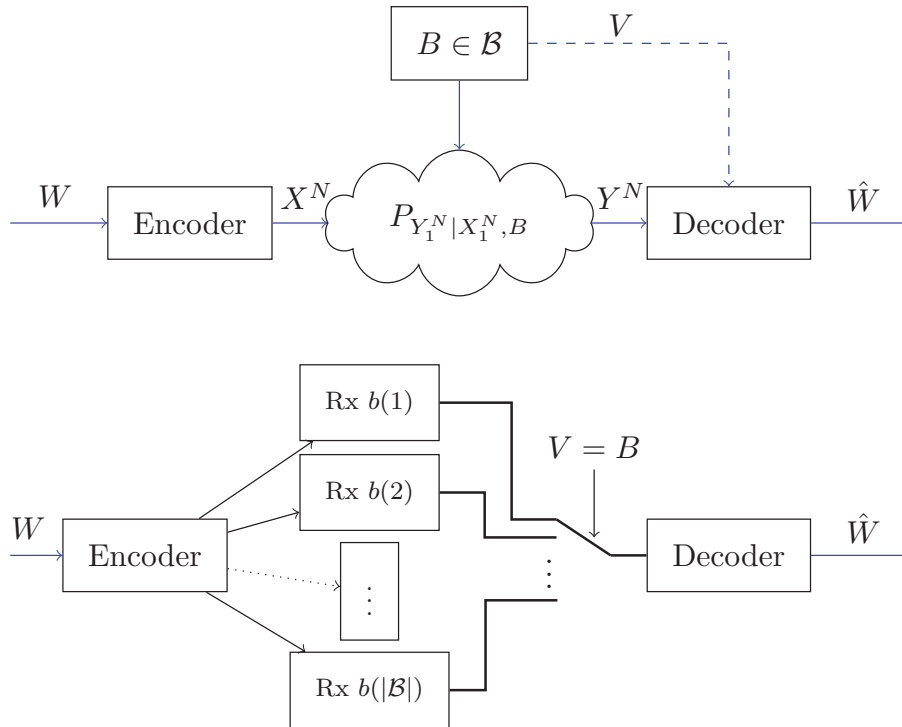 B ∈ ℬ
V
W
Encoder
X^N
P_{Y_1^N|X_1^N,B}
Y^N
Decoder
Ŵ
Rx b(1)
V = B
Rx b(2)
W
Encoder
⋮
⋮
Decoder
Ŵ
Rx b(|ℬ|)